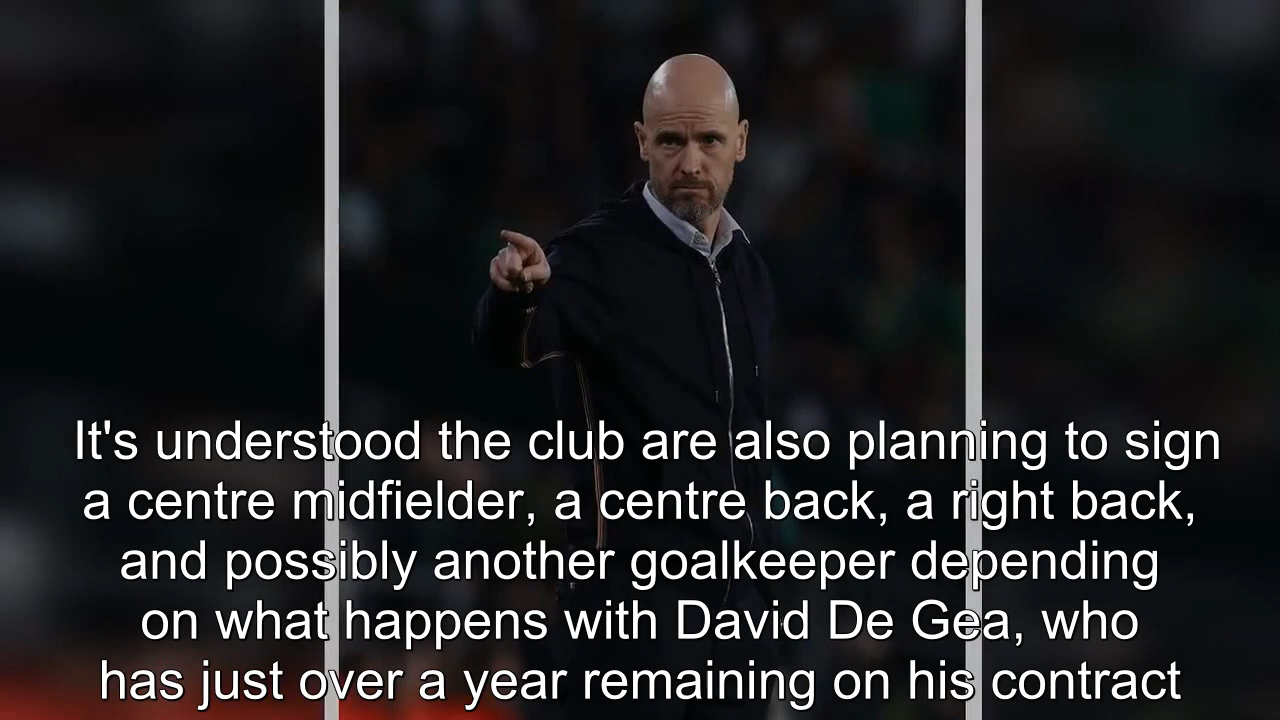 It's understood the club are also planning to sign
a centre midfielder, a centre back, a right back,
and possibly another goalkeeper depending
on what happens with David De Gea, who
has just over a year remaining on his contract